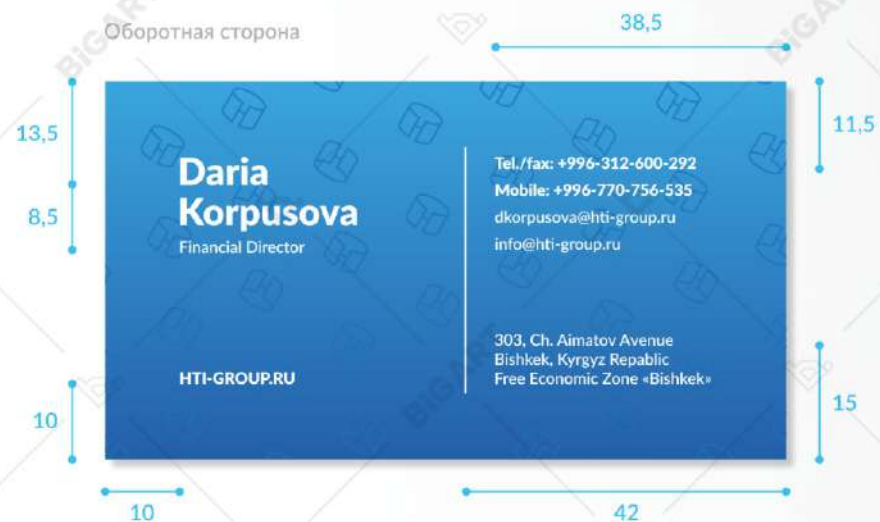 Оборотная сторона
38,5
13,5
8,5
11,5
Daria
Korpusova
Financial Director
HTI-GROUP.RU
Tel./fax: +996-312-600-292
Mobile: +996-770-756-535
dkorpusova@hti-group.ru
info@hti-group.ru
303, Ch. Aimatov Avenue
Bishkek, Kyrgyz Repablic
Free Economic Zone «Bishkek»
10
15
10
42
BIGART